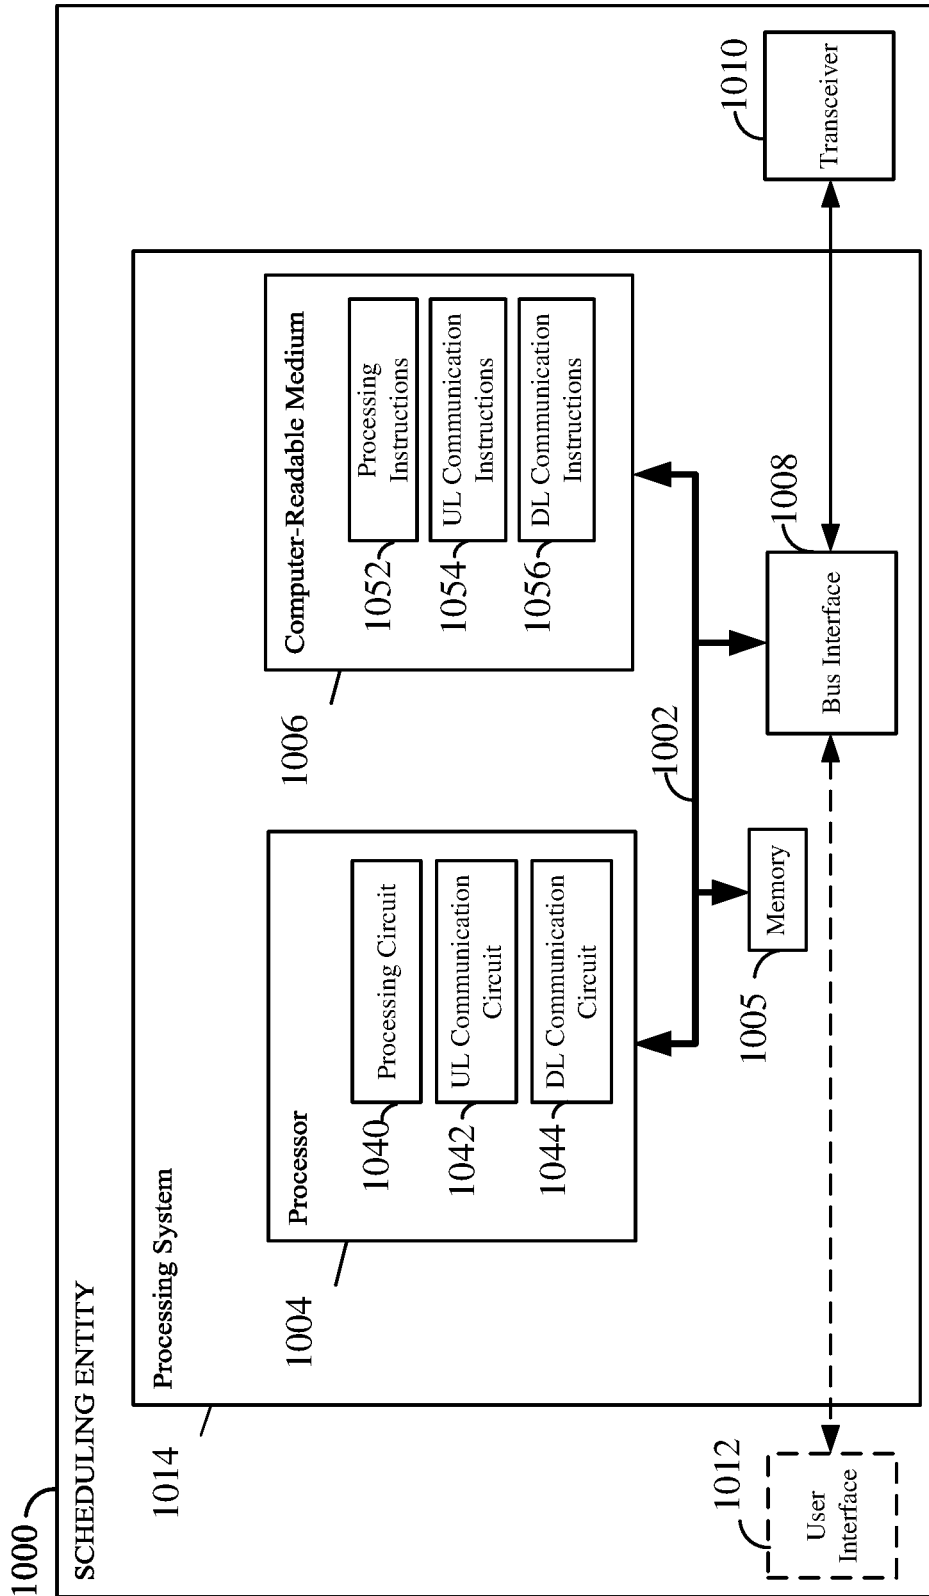 1000
SCHEDULING ENTITY
1014
Processing System
1004
Processor
1040
Processing Circuit
1042
UL Communication
Circuit
1044
DL Communication
Circuit
1006
Computer-Readable Medium
1052
Processing
Instructions
1054
UL Communication
Instructions
1056
DL Communication
Instructions
1002
1005
Memory
1008
Bus Interface
1012
User
Interface
1010
Transceiver